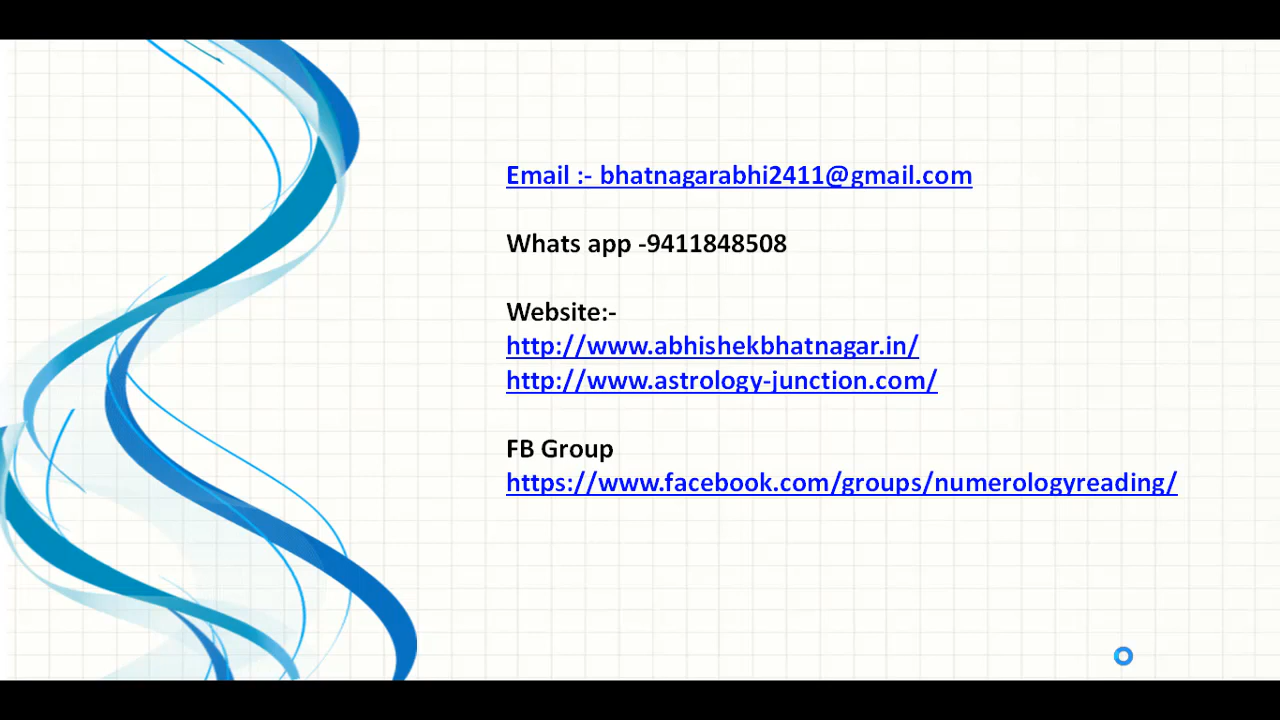 Email :- bhatnagarabhi2411@gmail.com
Whats app -9411848508
Website:-
http://www.abhishekbhatnagar.in/
http://www.astrology-junction.com/
FB Group
https://www.facebook.com/groups/numerologyreading/